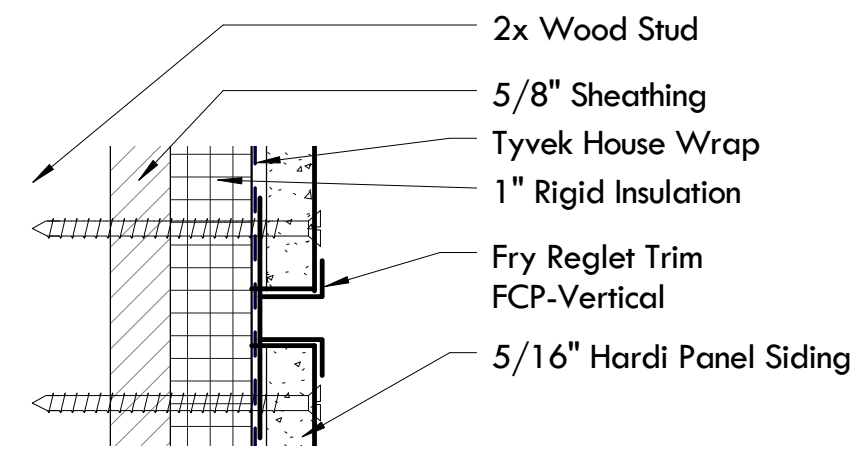 2x Wood Stud
5/8" Sheathing
Tyvek House Wrap
1" Rigid Insulation
Fry Reglet Trim
FCP-Vertical
5/16" Hardi Panel Siding